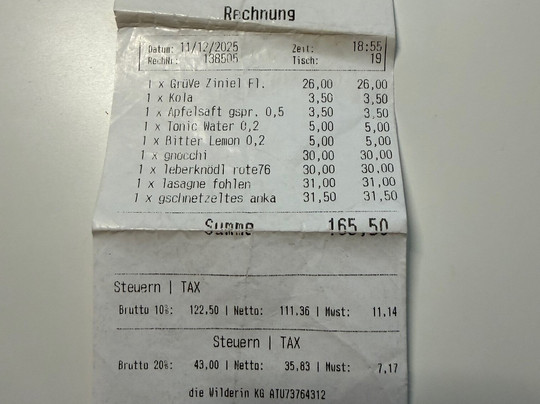 Rechnung
Datum: 11/12/2025 Zeit: 18:55
RechNr: 138505 Tisch: 19
1 x GrüVe Ziniel Fl. 26,00 26,00
1 x Kola 3,50 3,50
1 x Apfelsaft gspr. 0,5 3,50 3,50
1 x Tonic Water 0,2 5,00 5,00
1 x Bitter Lemon 0,2 5,00 5,00
1 x gnocchi 30,00 30,00
1 x leberknödl rote76 30,00 30,00
1 x lasagne fohlen 31,00 31,00
1 x gschnetzeltes anka 31,50 31,50
Summe 165,50
Steuern | TAX
Brutto 10%: 122,50 | Netto: 111,36 | Mwst: 11,14
Steuern | TAX
Brutto 20%: 43,00 | Netto: 35,83 | Mwst: 7,17
die Wilderin KG ATU73764312